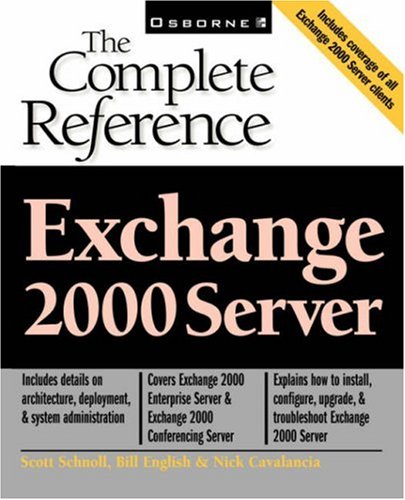 OSBORNE
Includes coverage of all
Exchange 2000 Server clients
The
Complete
Reference
Exchange
2000 Server
Includes details on
architecture, deployment,
& system administration
Covers Exchange 2000
Enterprise Server &
Exchange 2000
Conferencing Server
Explains how to install,
configure, upgrade, &
troubleshoot Exchange
2000 Server
Scott Schnoll, Bill English & Nick Cavalancia